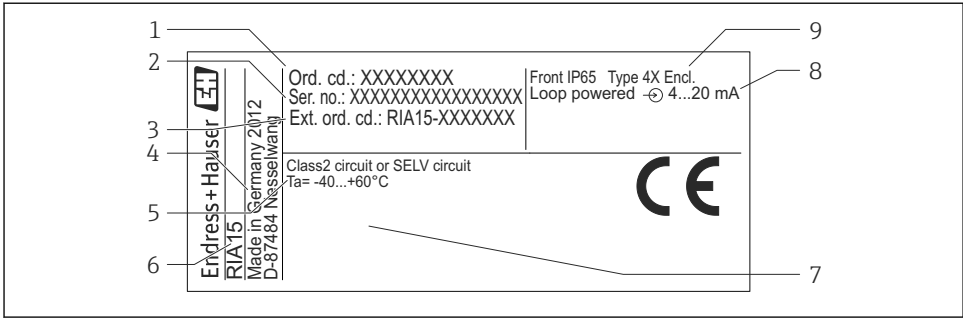 1
2
3
4
5
6
9
8
7
Endress+Hauser EH
RIA15
Made in Germany 2012
D-87484 Nesselwang
Ord. cd.: XXXXXXXX
Ser. no.: XXXXXXXXXXXXXXXXX
Ext. ord. cd.: RIA15-XXXXXXX
Front IP65 Type 4X Encl.
Loop powered 4...20 mA
Class2 circuit or SELV circuit
Ta= -40...+60°C
CE